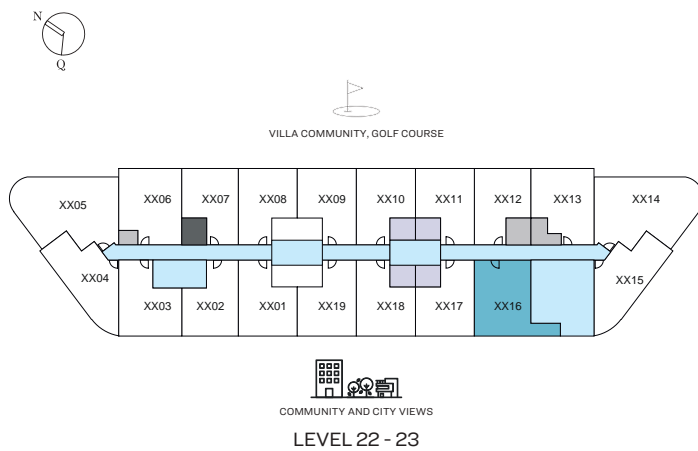 N
Q
VILLA COMMUNITY, GOLF COURSE
XX05
XX06
XX07
XX08
XX09
XX10
XX11
XX12
XX13
XX14
XX04
XX03
XX02
XX01
XX19
XX18
XX17
XX16
XX15
COMMUNITY AND CITY VIEWS
LEVEL 22 - 23